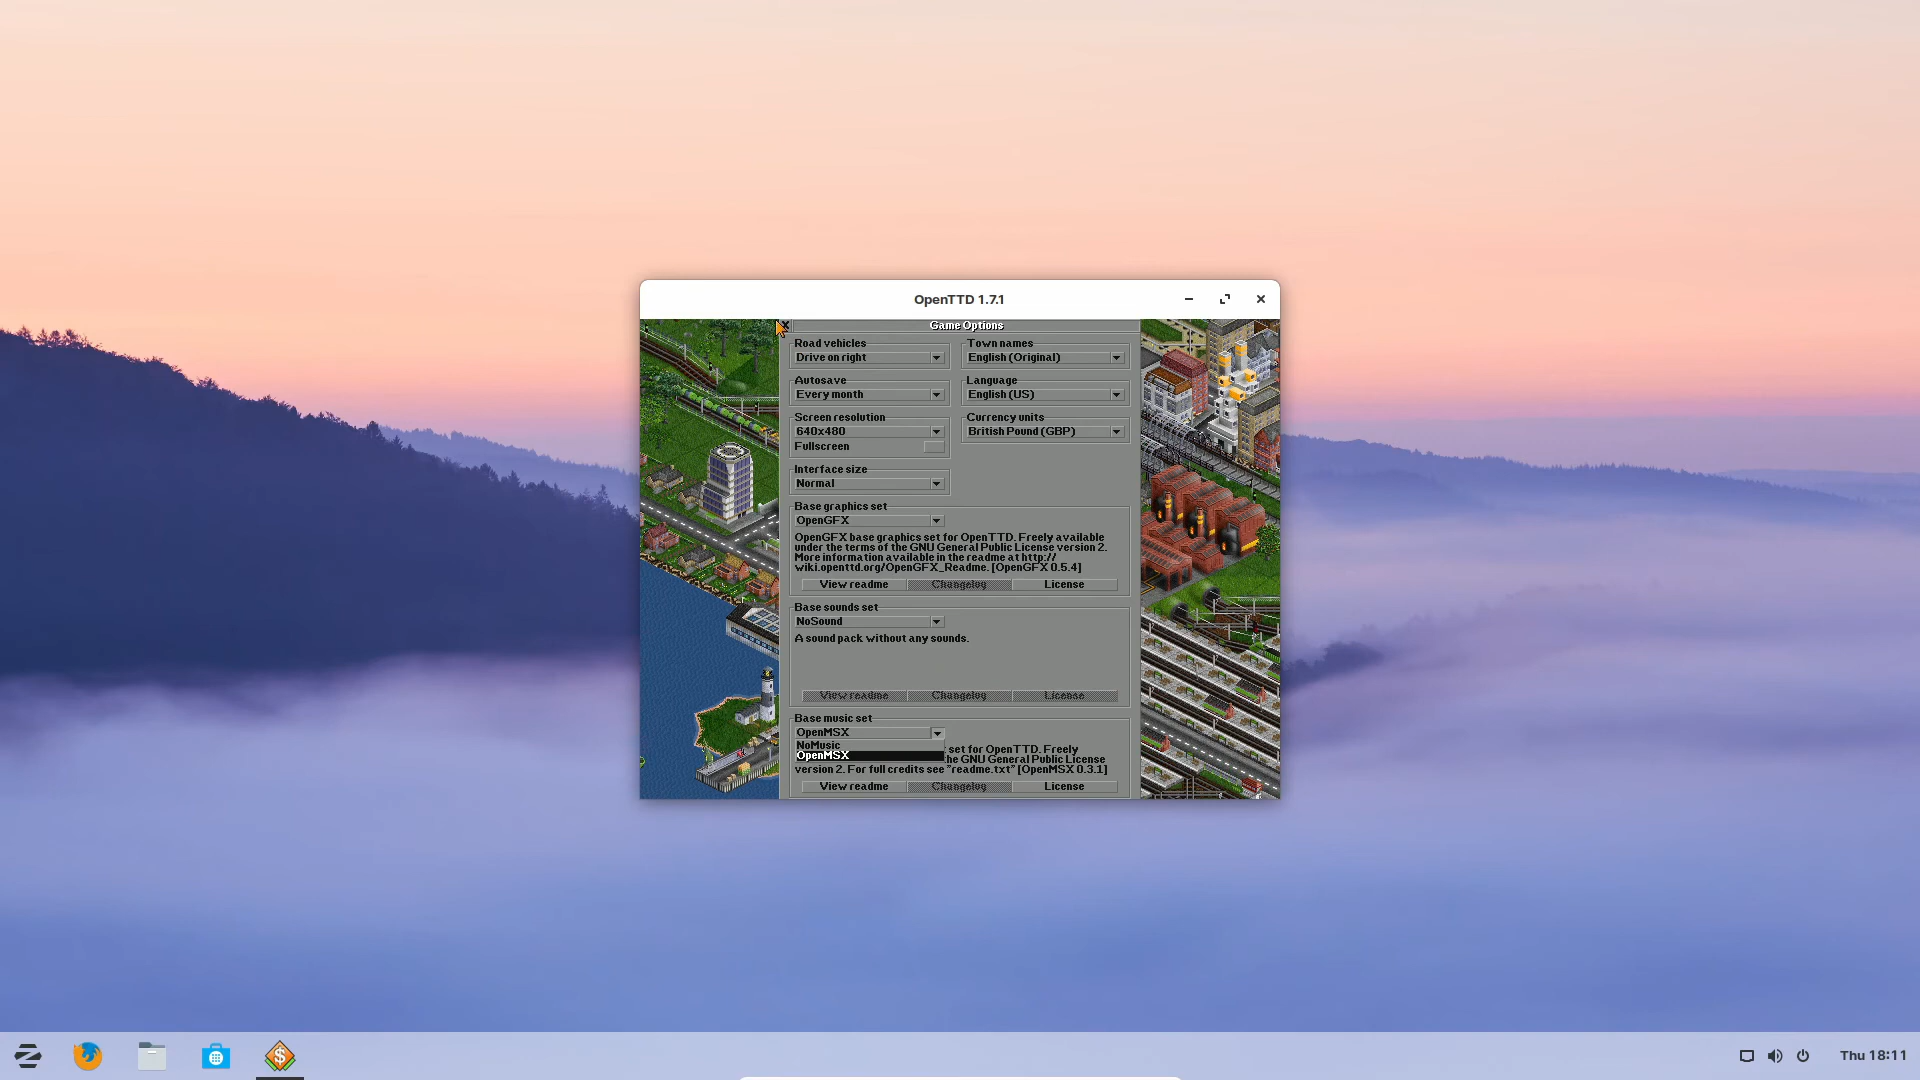 OpenTTD 1.7.1
Game Options
Road vehicles
Drive on right
Town names
English (Original)
Autosave
Every month
Language
English (US)
Screen resolution
640x480
Fullscreen
Currency units
British Pound (GBP)
Interface size
Normal
Base graphics set
OpenGFX
OpenGFX base graphics set for OpenTTD. Freely available
under the terms of the GNU General Public License version 2.
More information available in the readme at http://
wiki.openttd.org/OpenGFX_Readme. [OpenGFX 0.5.4]
View readme Changelog License
Base sounds set
NoSound
A sound pack without any sounds.
View readme Changelog License
Base music set
OpenMSX
NoMusic
OpenMSX
set for OpenTTD. Freely
the GNU General Public License
version 2. For full credits see "readme.txt" [OpenMSX 0.3.1]
View readme Changelog License
Thu 18:11